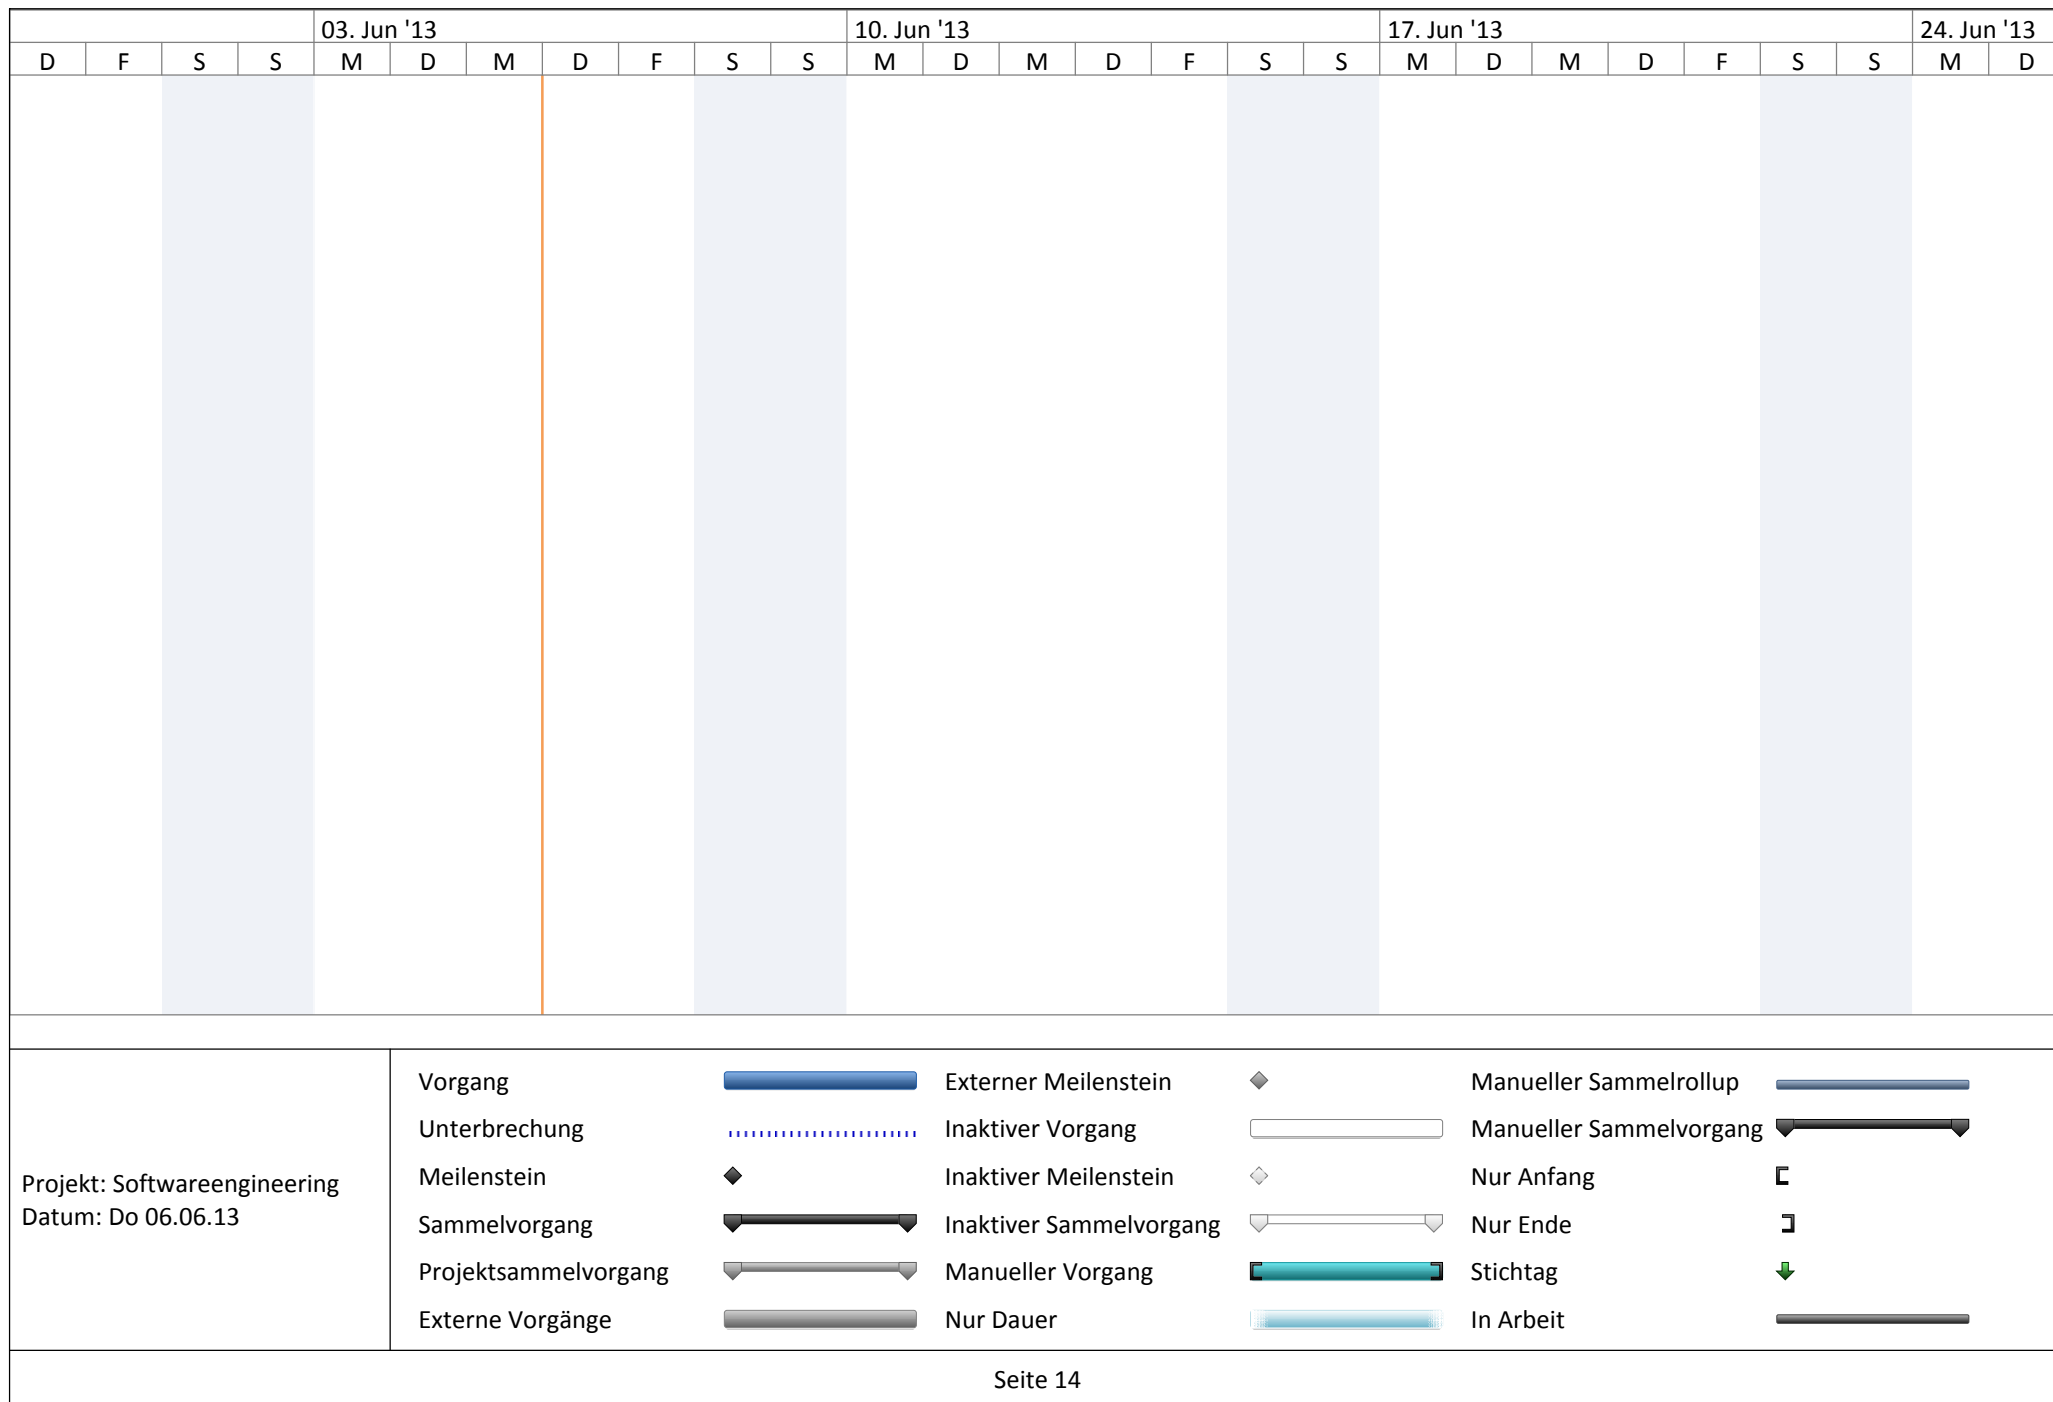 03. Jun '13 10. Jun '13 17. Jun '13 24. Jun '13
D F S S M D M D F S S M D M D F S S M D M D F S S M D
Projekt: Softwareengineering
Datum: Do 06.06.13
Vorgang Externer Meilenstein Manueller Sammelrollup
Unterbrechung Inaktiver Vorgang Manueller Sammelvorgang
Meilenstein Inaktiver Meilenstein Nur Anfang
Sammelvorgang Inaktiver Sammelvorgang Nur Ende
Projektsammelvorgang Manueller Vorgang Stichtag
Externe Vorgänge Nur Dauer In Arbeit
Seite 14